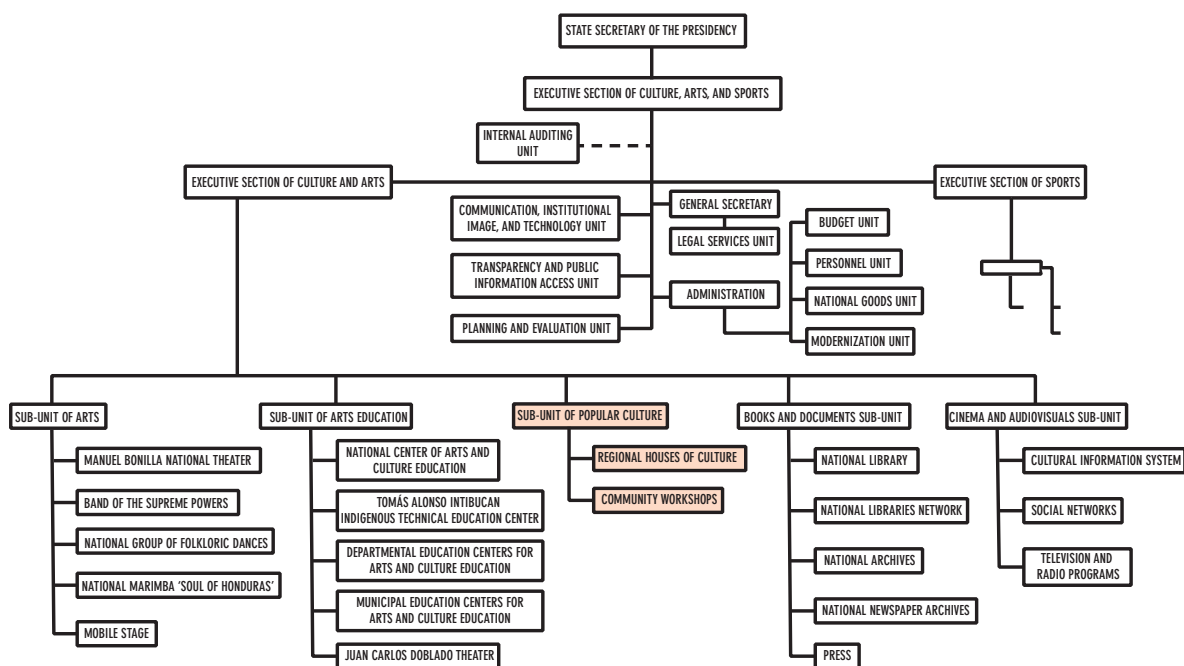 STATE SECRETARY OF THE PRESIDENCY
EXECUTIVE SECTION OF CULTURE, ARTS, AND SPORTS
INTERNAL AUDITING
UNIT
EXECUTIVE SECTION OF CULTURE AND ARTS
EXECUTIVE SECTION OF SPORTS
COMMUNICATION, INSTITUTIONAL
IMAGE, AND TECHNOLOGY UNIT
TRANSPARENCY AND PUBLIC
INFORMATION ACCESS UNIT
PLANNING AND EVALUATION UNIT
GENERAL SECRETARY
LEGAL SERVICES UNIT
ADMINISTRATION
BUDGET UNIT
PERSONNEL UNIT
NATIONAL GOODS UNIT
MODERNIZATION UNIT
SUB-UNIT OF ARTS
MANUEL BONILLA NATIONAL THEATER
BAND OF THE SUPREME POWERS
NATIONAL GROUP OF FOLKLORIC DANCES
NATIONAL MARIMBA 'SOUL OF HONDURAS'
MOBILE STAGE
SUB-UNIT OF ARTS EDUCATION
NATIONAL CENTER OF ARTS AND
CULTURE EDUCATION
TOMÁS ALONSO INTIBUCAN
INDIGENOUS TECHNICAL EDUCATION CENTER
DEPARTMENTAL EDUCATION CENTERS FOR
ARTS AND CULTURE EDUCATION
MUNICIPAL EDUCATION CENTERS FOR
ARTS AND CULTURE EDUCATION
JUAN CARLOS DOBLADO THEATER
SUB-UNIT OF POPULAR CULTURE
REGIONAL HOUSES OF CULTURE
COMMUNITY WORKSHOPS
BOOKS AND DOCUMENTS SUB-UNIT
NATIONAL LIBRARY
NATIONAL LIBRARIES NETWORK
NATIONAL ARCHIVES
NATIONAL NEWSPAPER ARCHIVES
PRESS
CINEMA AND AUDIOVISUALS SUB-UNIT
CULTURAL INFORMATION SYSTEM
SOCIAL NETWORKS
TELEVISION AND
RADIO PROGRAMS